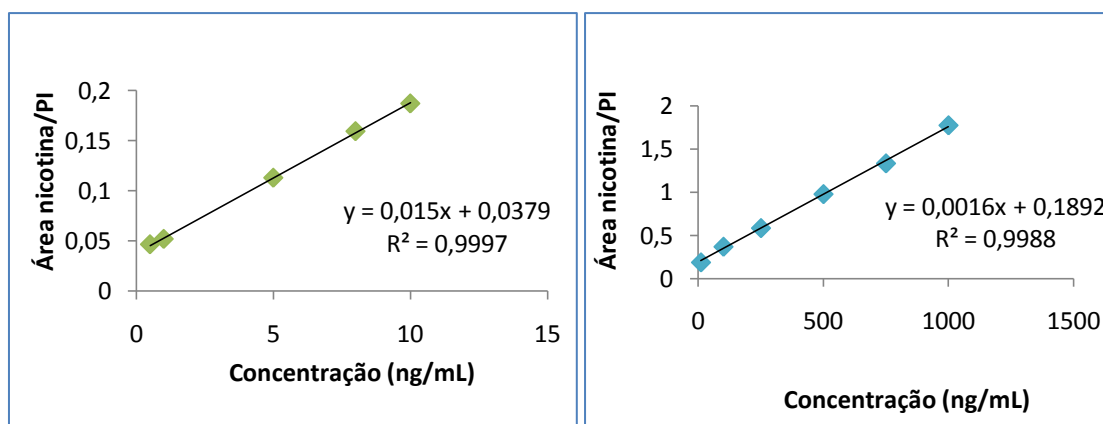 Área nicotina/PI
0,2
0,15
0,1
0,05
0
y = 0,015x + 0,0379
R² = 0,9997
0 5 10 15
Concentração (ng/mL)
Área nicotina/PI
2
1,5
1
0,5
0
y = 0,0016x + 0,1892
R² = 0,9988
0 500 1000 1500
Concentração (ng/mL)